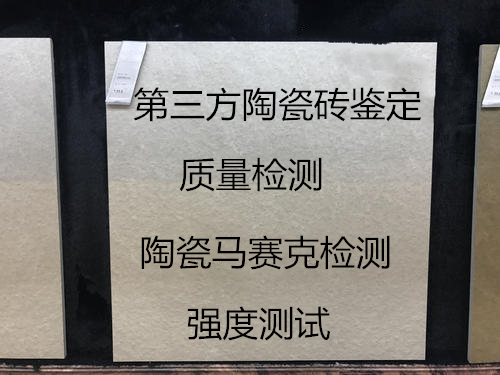 第三方陶瓷砖鉴定
质量检测
陶瓷马赛克检测
强度测试